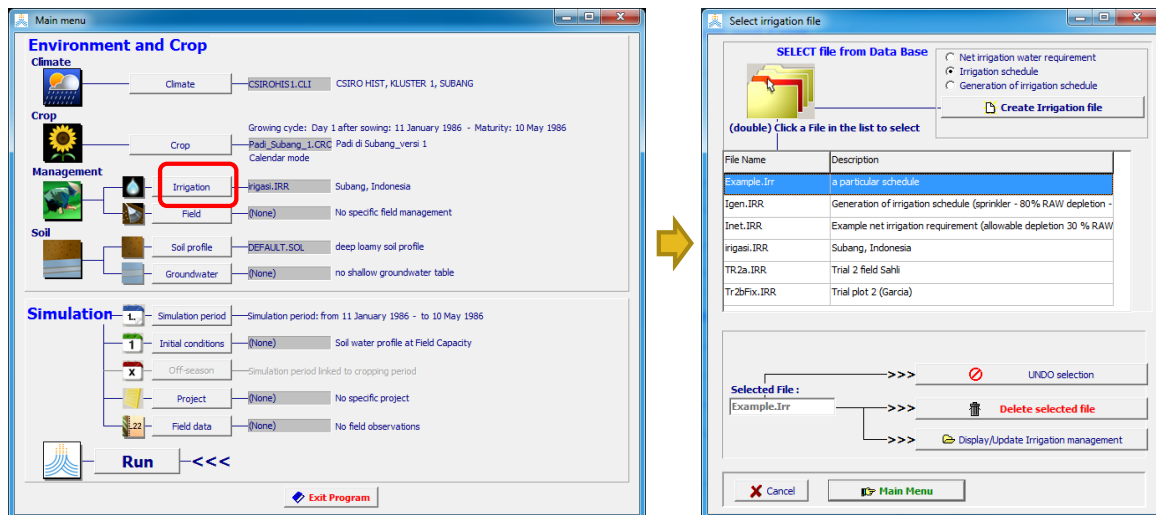 Main menu
Environment and Crop
Climate
Climate CSIROHIS1.CLI CSIRO HIST, KLUSTER 1, SUBANG
Crop
Growing cycle: Day 1 after sowing: 11 January 1986 - Maturity: 10 May 1986
Crop Padi_Subang_1.CRO Padi di Subang_versi 1
Calendar mode
Management
Irrigation irigasi.IRR Subang, Indonesia
Field (None) No specific field management
Soil
Soil profile DEFAULT.SOL deep loamy soil profile
Groundwater (None) no shallow groundwater table
Simulation
1.. Simulation period Simulation period: from 11 January 1986 - to 10 May 1986
1 Initial conditions (None) Soil water profile at Field Capacity
X Off-season Simulation period linked to cropping period
Project (None) No specific project
.22 Field data (None) No field observations
Run <<<
Exit Program
Select irrigation file
SELECT file from Data Base
Net irrigation water requirement
Irrigation schedule
Generation of irrigation schedule
Create Irrigation file
(double) Click a File in the list to select
File Name Description
Example.Irr a particular schedule
Igen.IRR Generation of irrigation schedule (sprinkler - 80% RAW depletion -
Inet.IRR Example net irrigation requirement (allowable depletion 30 % RAW
irigasi.IRR Subang, Indonesia
TR2a.IRR Trial 2 field Sahli
Tr2bFix.IRR Trial plot 2 (Garcia)
>>> UNDO selection
Selected File :
Example.Irr >>> Delete selected file
>>> Display/Update Irrigation management
Cancel Main Menu